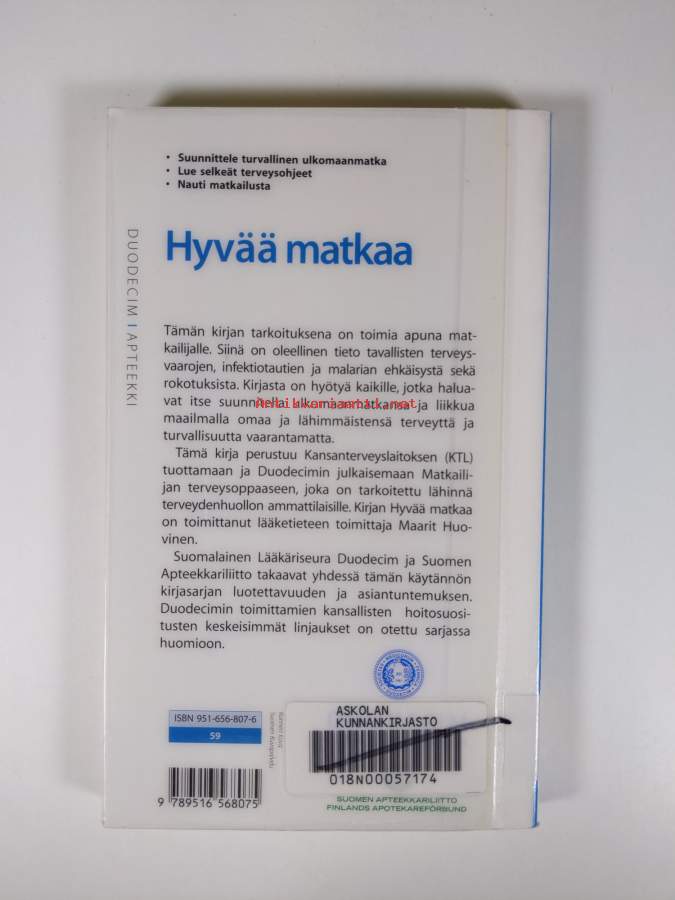 • Suunnittele turvallinen ulkomaanmatka
• Lue selkeät terveysohjeet
• Nauti matkailusta
DUODECIM I APTEEKKI
Hyvää matkaa
Tämän kirjan tarkoituksena on toimia apuna mat-
kailijalle. Siinä on oleellinen tieto tavallisten terveys-
vaarojen, infektiotautien ja malarian ehkäisystä sekä
rokotuksista. Kirjasta on hyötyä kaikille, jotka halua-
vat itse suunnitella ulkomaanmatkansa ja liikkua
Antiikkariaarnit.net
maailmalla omaa ja lähimmäistensä terveyttä ja
turvallisuutta vaarantamatta.
Tämä kirja perustuu Kansanterveyslaitoksen (KTL)
tuottamaan ja Duodecimin julkaisemaan Matkaili-
jan terveysoppaaseen, joka on tarkoitettu lähinnä
terveydenhuollon ammattilaisille. Kirjan Hyvää matkaa
on toimittanut lääketieteen toimittaja Maarit Huo-
vinen.
Suomalainen Lääkäriseura Duodecim ja Suomen
Apteekkariliitto takaavat yhdessä tämän käytännön
kirjasarjan luotettavuuden ja asiantuntemuksen.
Duodecimin toimittamien kansallisten hoitosuosi-
tusten keskeisimmät linjaukset on otettu sarjassa
huomioon.
ISBN 951-656-807-6
59
9 789516 568075
ASKOLAN
KUNNANKIRJASTO
018N00057174
SUOMEN APTEEKKARILIITTO
FINLANDS APOTEKAREFÖRBUND